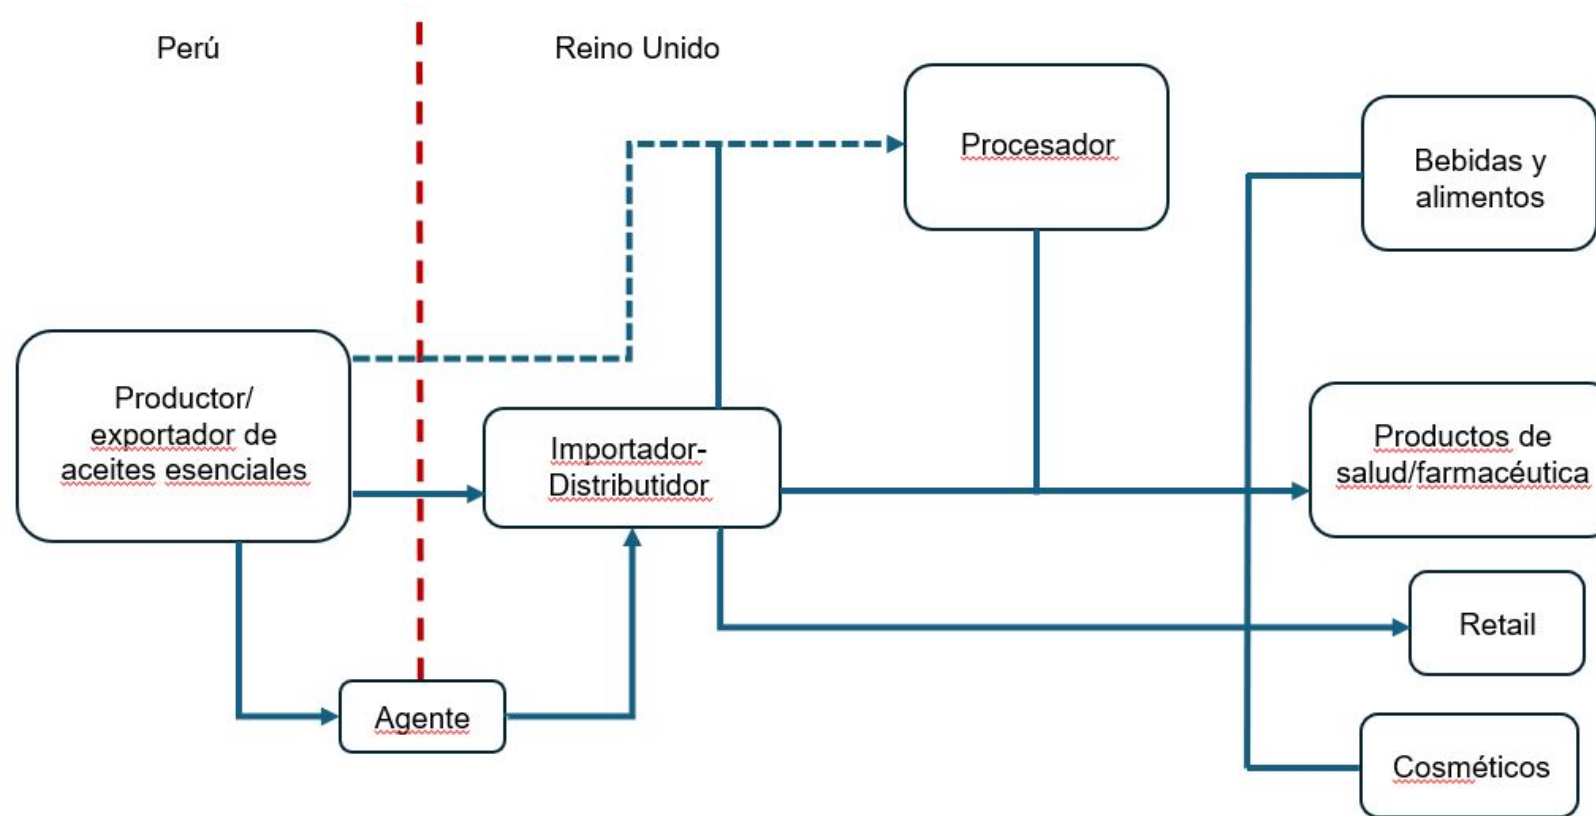 Perú
Reino Unido
Procesador
Bebidas y
alimentos
Productor/
exportador de
aceites esenciales
Importador-
Distributidor
Productos de
salud/farmacéutica
Retail
Agente
Cosméticos